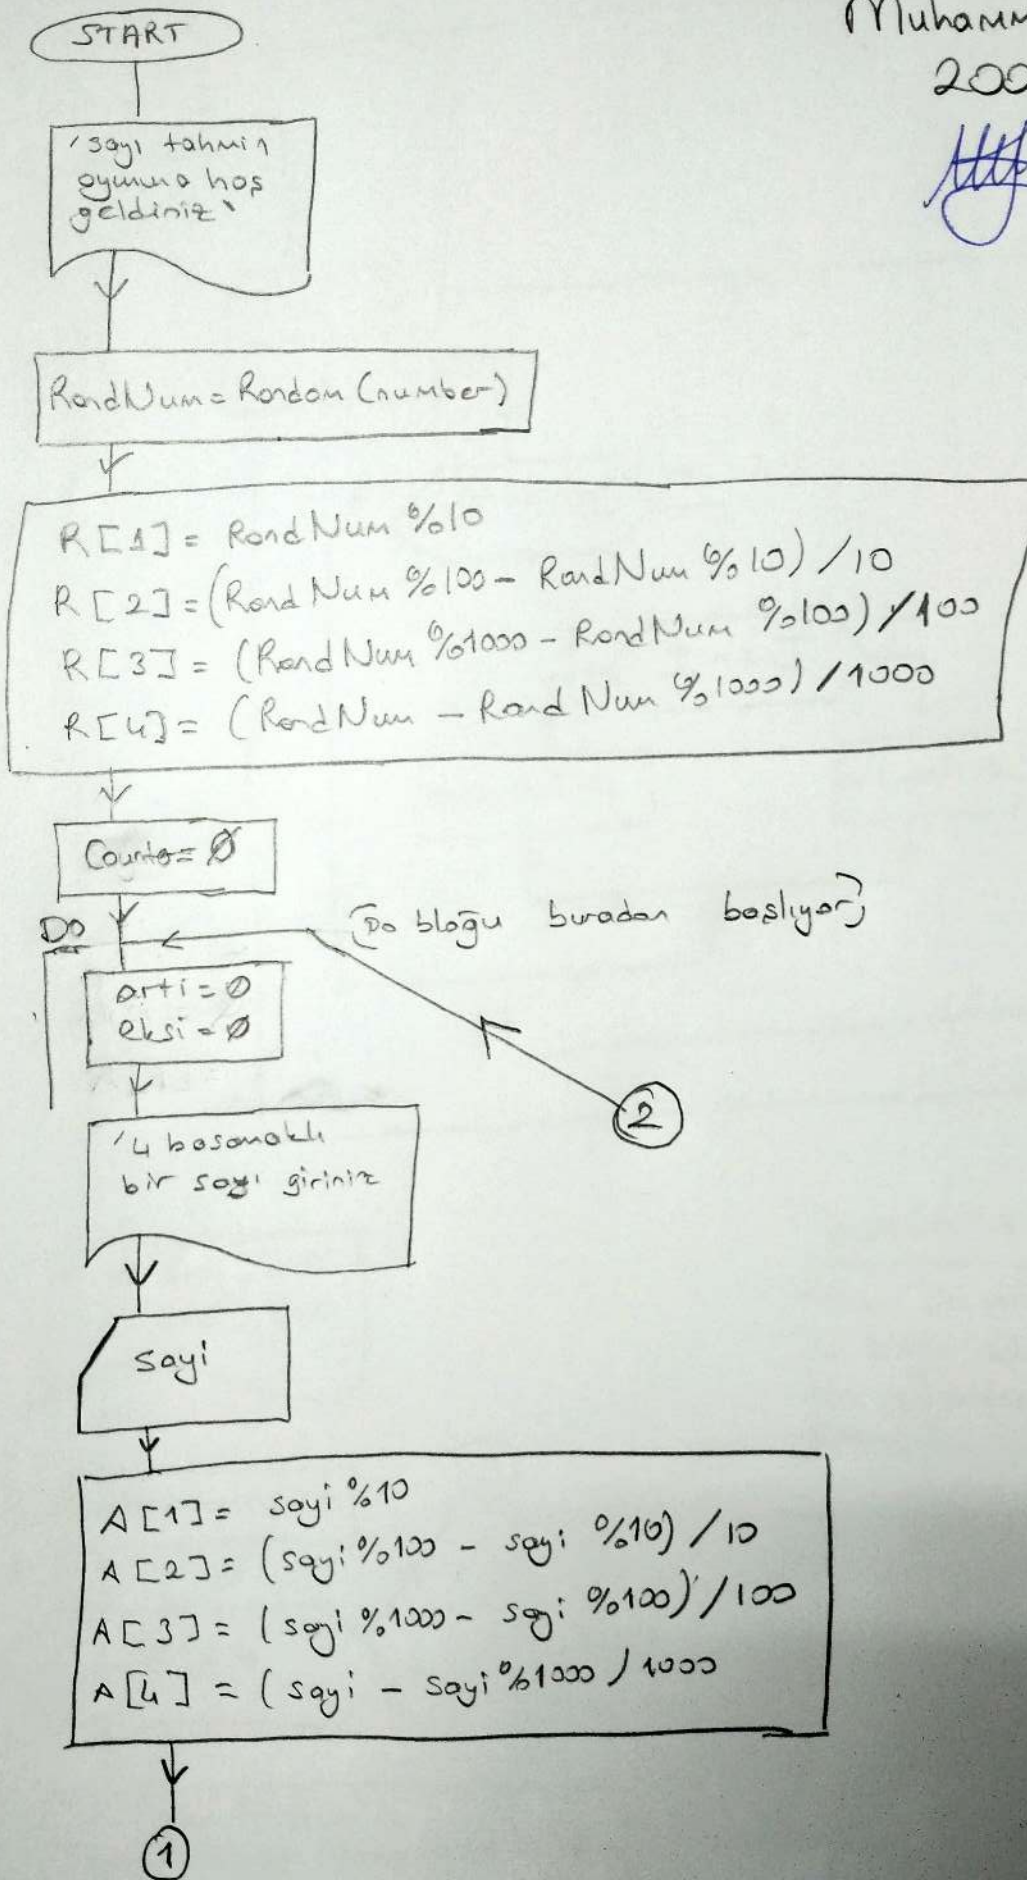 START
Muhamm
200
'sayı tahmin
oyununa hoş
geldiniz'
RandNum = Random (number)
R[1] = RandNum %10
R[2] = (RandNum %100 - RandNum %10) /10
R[3] = (RandNum %1000 - RandNum %100) /100
R[4] = (RandNum - RandNum %1000) /1000
Counter = 0
Do
(Do bloğu buradan başlıyor)
arti = 0
eksi = 0
2
'4 basamaklı
bir sayı giriniz
sayi
A[1] = sayi %10
A[2] = (sayi %100 - sayi %10) /10
A[3] = (sayi %1000 - sayi %100) /100
A[4] = (sayi - sayi %1000 / 1000
1